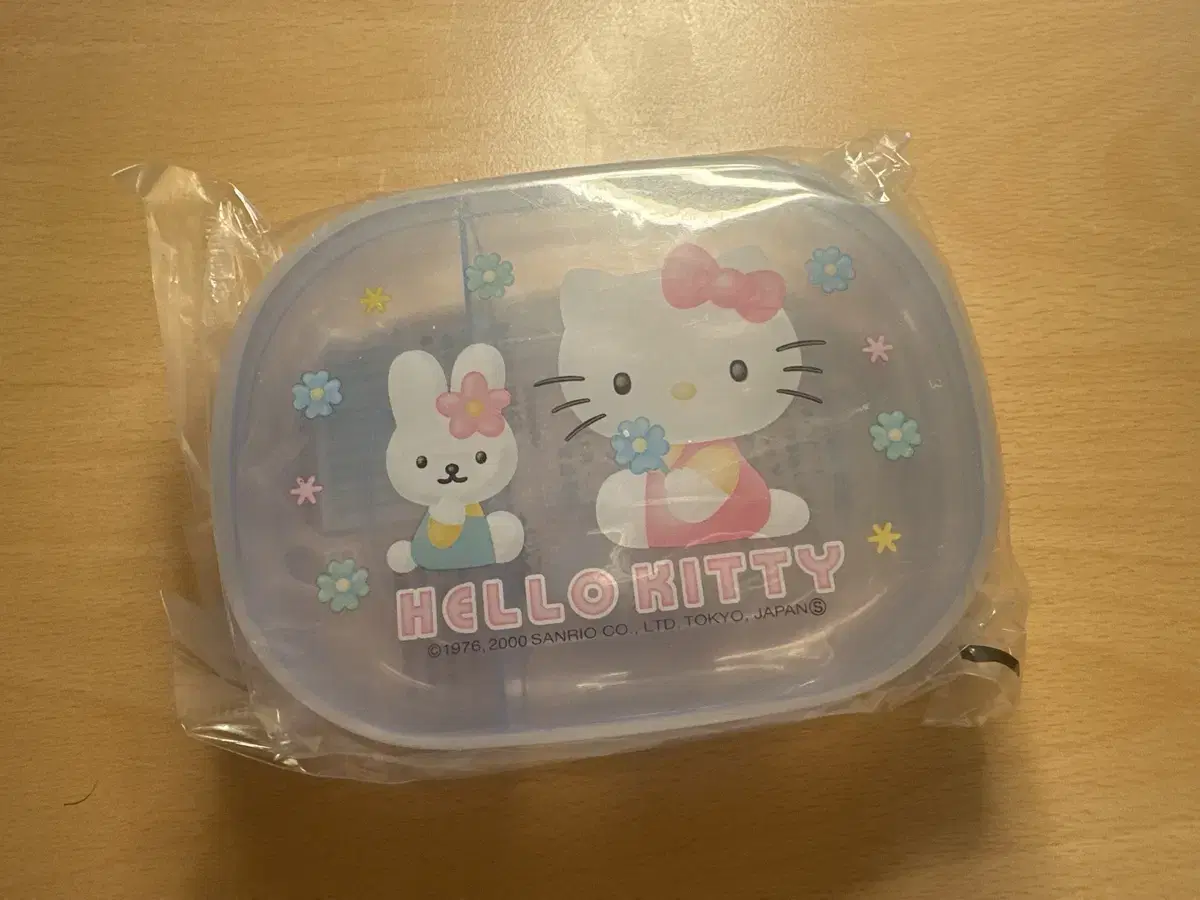 HELLO KITTY
©1976, 2000 SANRIO CO., LTD. TOKYO, JAPAN Ⓢ